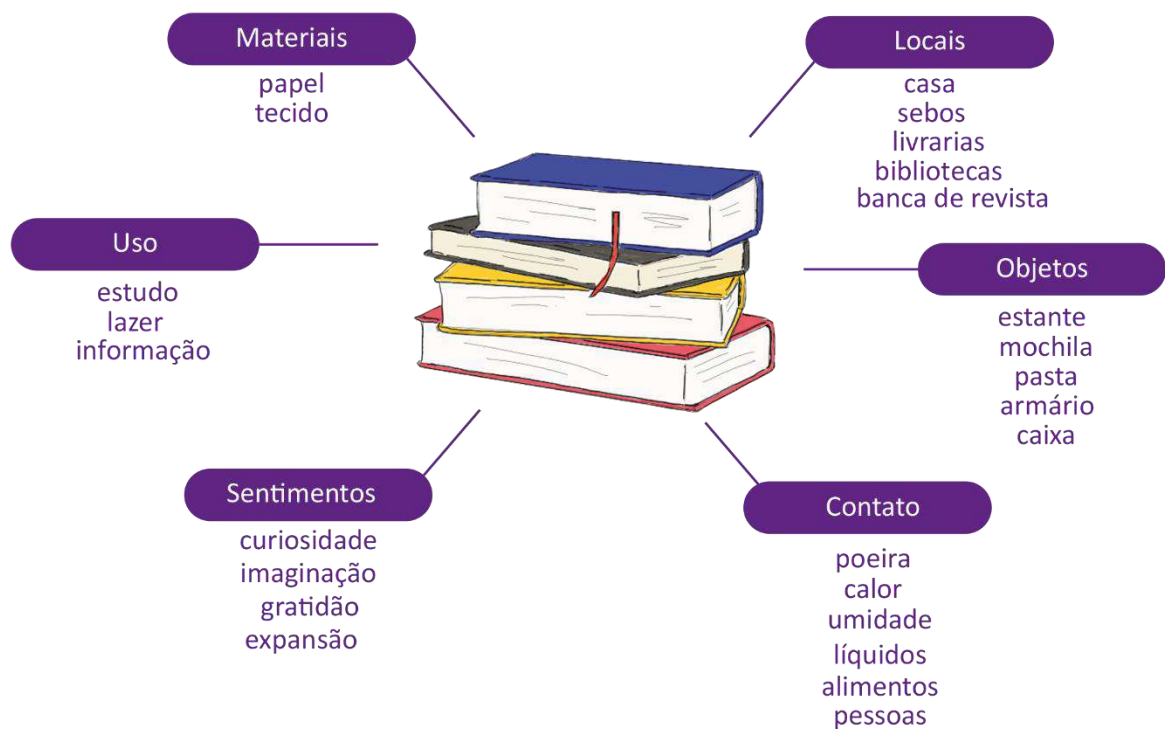 Materiais
papel
tecido
Locais
casa
sebos
livrarias
bibliotecas
banca de revista
Uso
estudo
lazer
informação
Objetos
estante
mochila
pasta
armário
caixa
Sentimentos
curiosidade
imaginação
gratidão
expansão
Contato
poeira
calor
umidade
líquidos
alimentos
pessoas